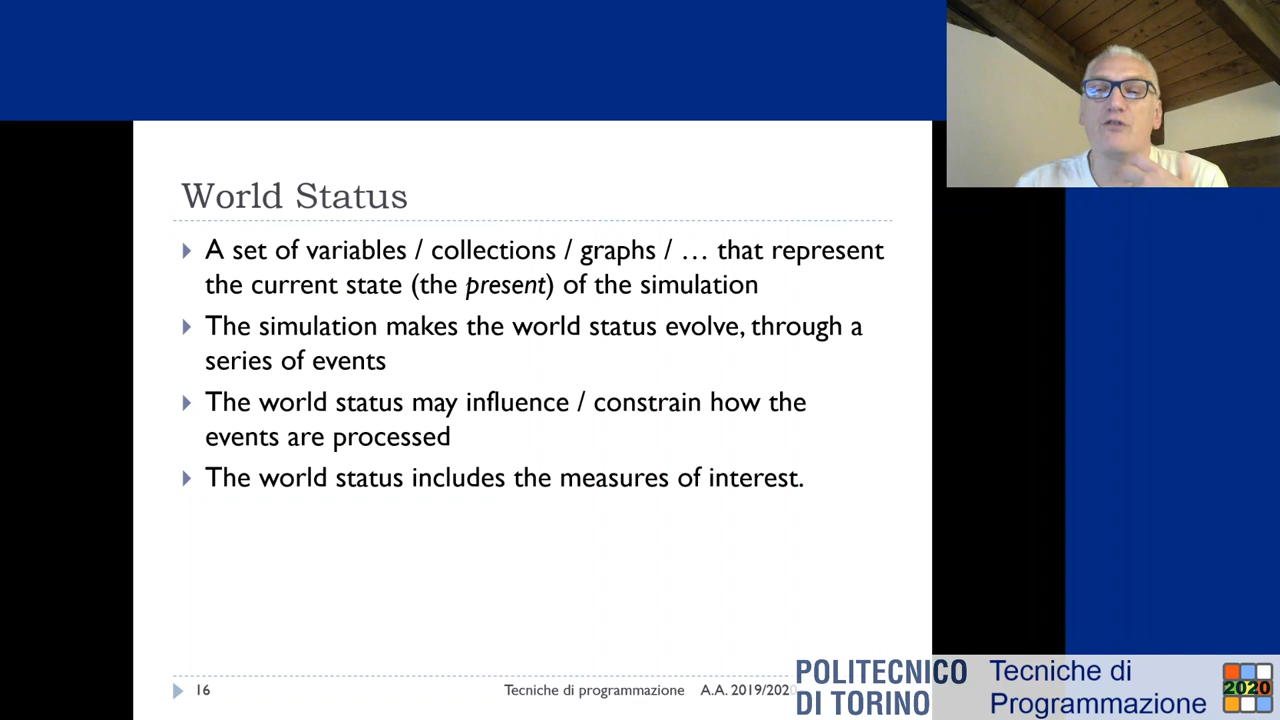 World Status
A set of variables / collections / graphs / … that represent
the current state (the present) of the simulation
The simulation makes the world status evolve, through a
series of events
The world status may influence / constrain how the
events are processed
The world status includes the measures of interest.
16
Tecniche di programmazione A.A. 2019/2020
POLITECNICO
DI TORINO
Tecniche di
Programmazione
2020